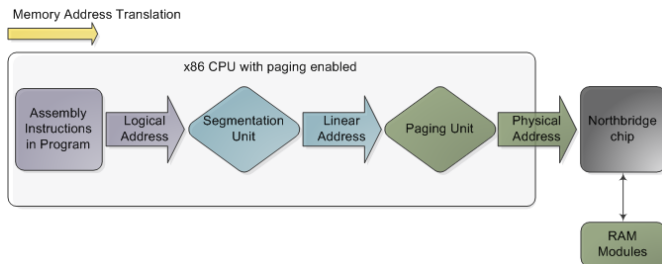 Memory Address Translation
x86 CPU with paging enabled
Assembly
Instructions
in Program
Logical
Address
Segmentation
Unit
Linear
Address
Paging Unit
Physical
Address
Northbridge
chip
RAM
Modules